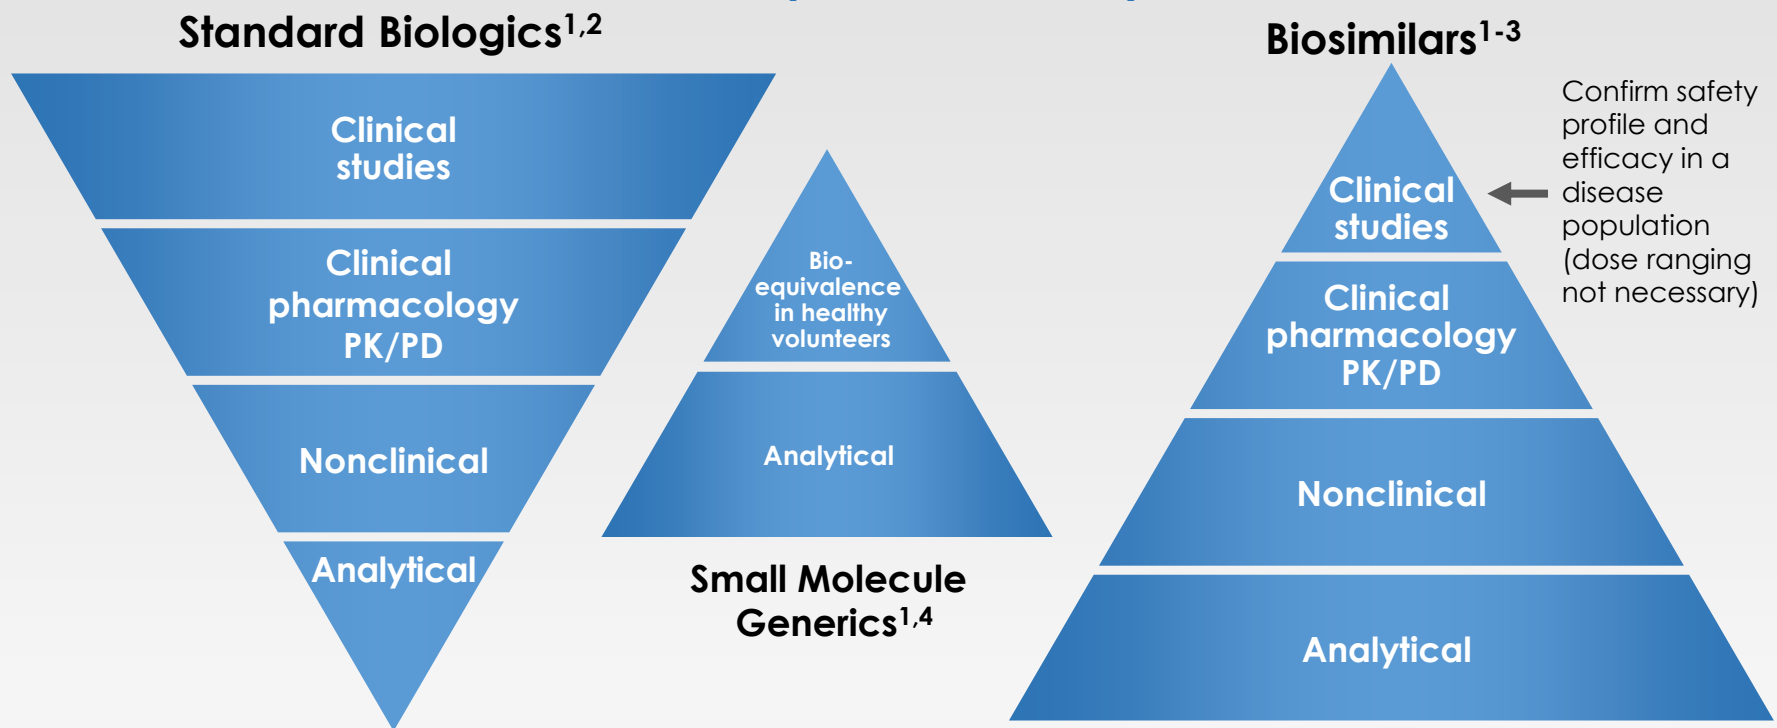 Standard Biologics1,2
Clinical
studies
Clinical
pharmacology
PK/PD
Nonclinical
Analytical
Bio-
equivalence
in healthy
volunteers
Analytical
Small Molecule
Generics1,4
Biosimilars1-3
Clinical
studies
Confirm safety
profile and
efficacy in a
disease
population
(dose ranging
not necessary)
Clinical
pharmacology
PK/PD
Nonclinical
Analytical